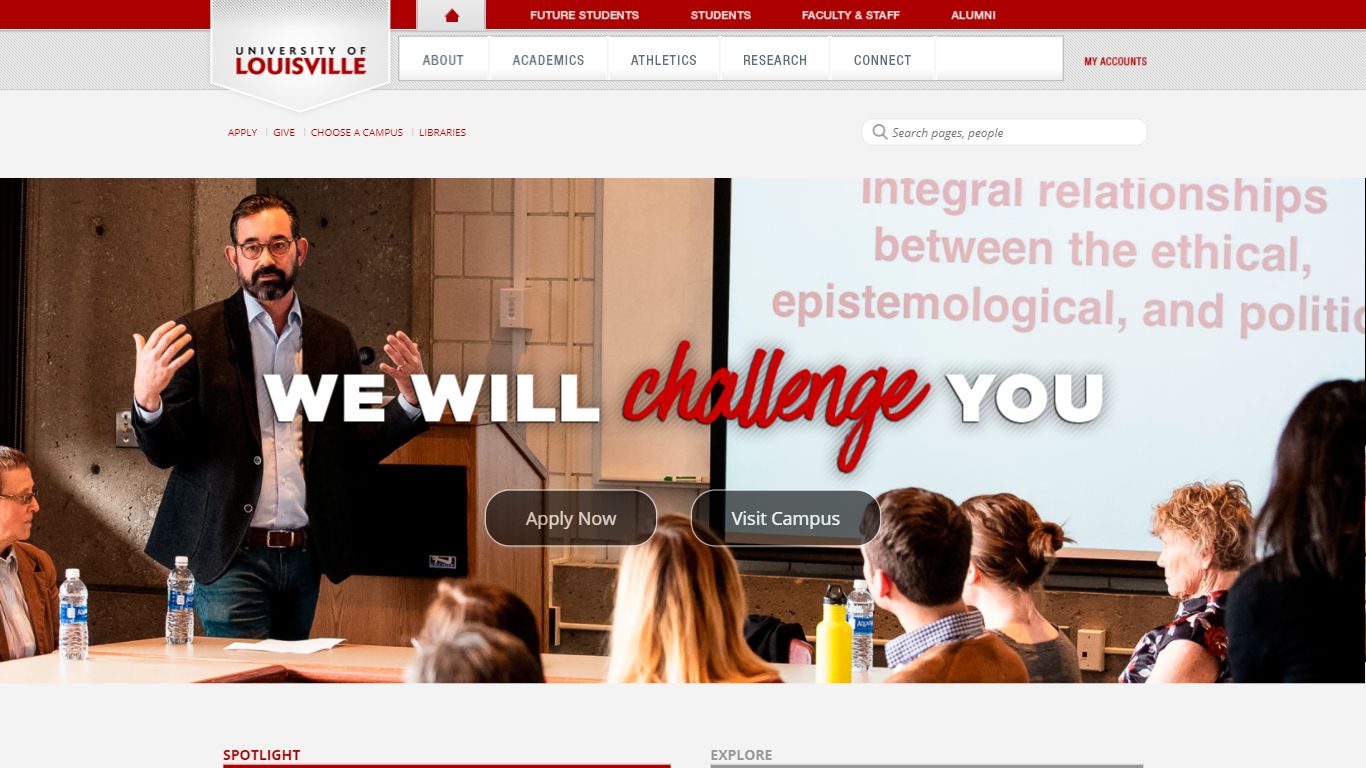 FUTURE STUDENTS
STUDENTS
FACULTY & STAFF
ALUMNI
UNIVERSITY OF
LOUISVILLE
ABOUT
ACADEMICS
ATHLETICS
RESEARCH
CONNECT
MY ACCOUNTS
APPLY
GIVE
CHOOSE A CAMPUS
LIBRARIES
Search pages, people
Integral relationships
between the ethical,
epistemological, and politic
WE WILL challenge YOU
Apply Now
Visit Campus
SPOTLIGHT
EXPLORE